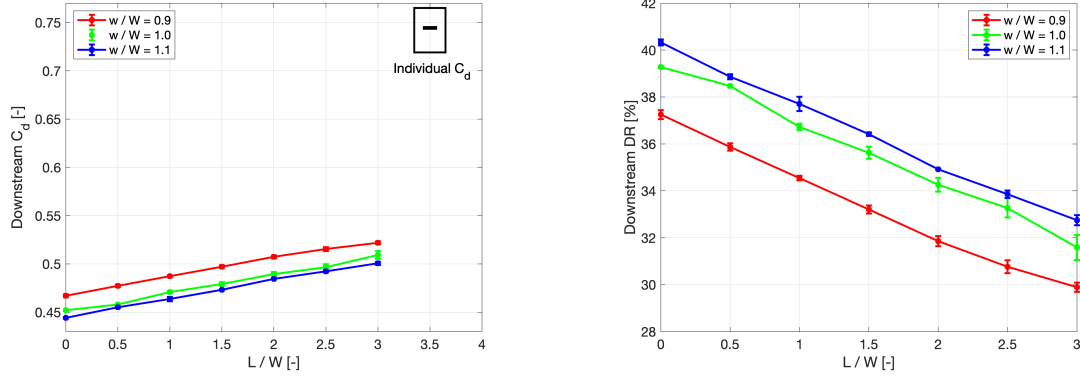 w / W = 0.9
w / W = 1.0
w / W = 1.1
Individual C_d
0.75
0.7
0.65
0.6
0.55
0.5
0.45
Downstream C_d [-]
0 0.5 1 1.5 2 2.5 3 3.5 4
L / W [-]
w / W = 0.9
w / W = 1.0
w / W = 1.1
42
40
38
36
34
32
30
28
Downstream DR [%]
0 0.5 1 1.5 2 2.5 3
L / W [-]